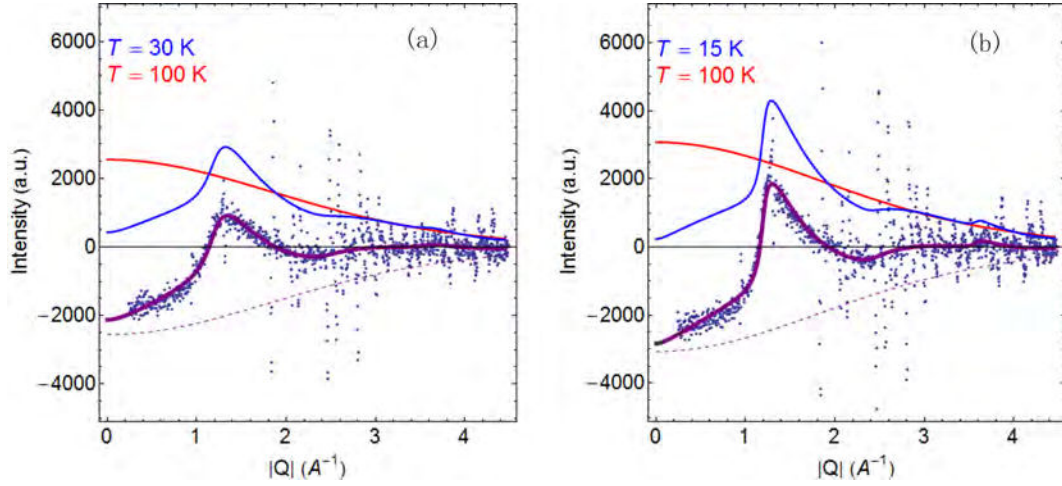 (a)
T = 30 K
T = 100 K
Intensity (a.u.)
6000
4000
2000
0
−2000
−4000
0 1 2 3 4
|Q| (A⁻¹)
(b)
T = 15 K
T = 100 K
Intensity (a.u.)
6000
4000
2000
0
−2000
−4000
0 1 2 3 4
|Q| (A⁻¹)